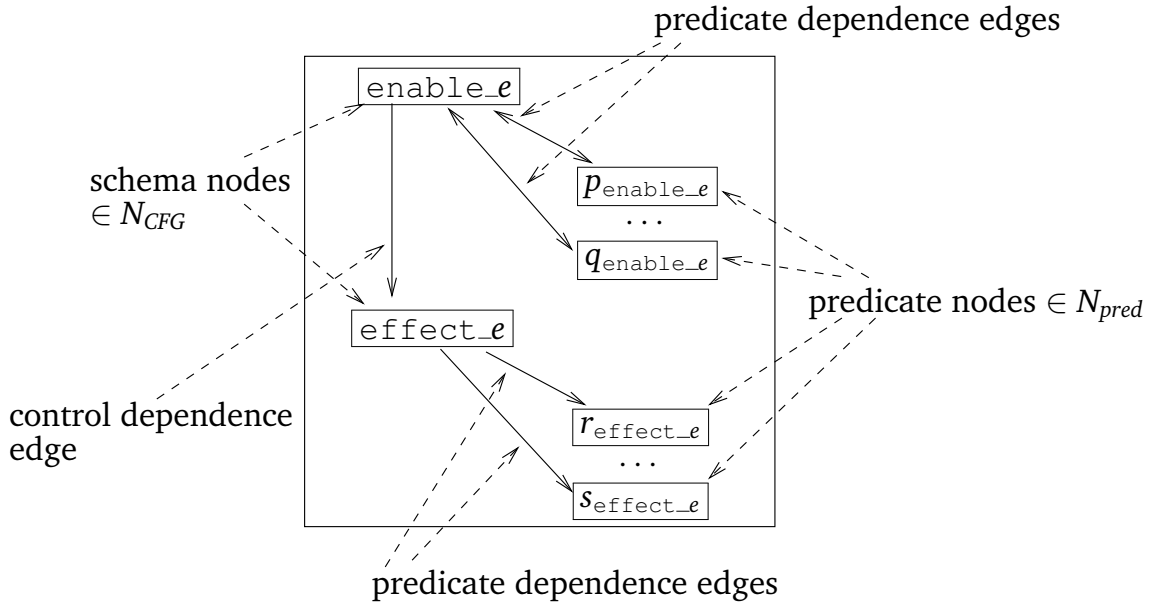 predicate dependence edges
enable_e
schema nodes
∈ N_CFG
p_enable_e
...
q_enable_e
predicate nodes ∈ N_pred
effect_e
control dependence
edge
r_effect_e
...
s_effect_e
predicate dependence edges